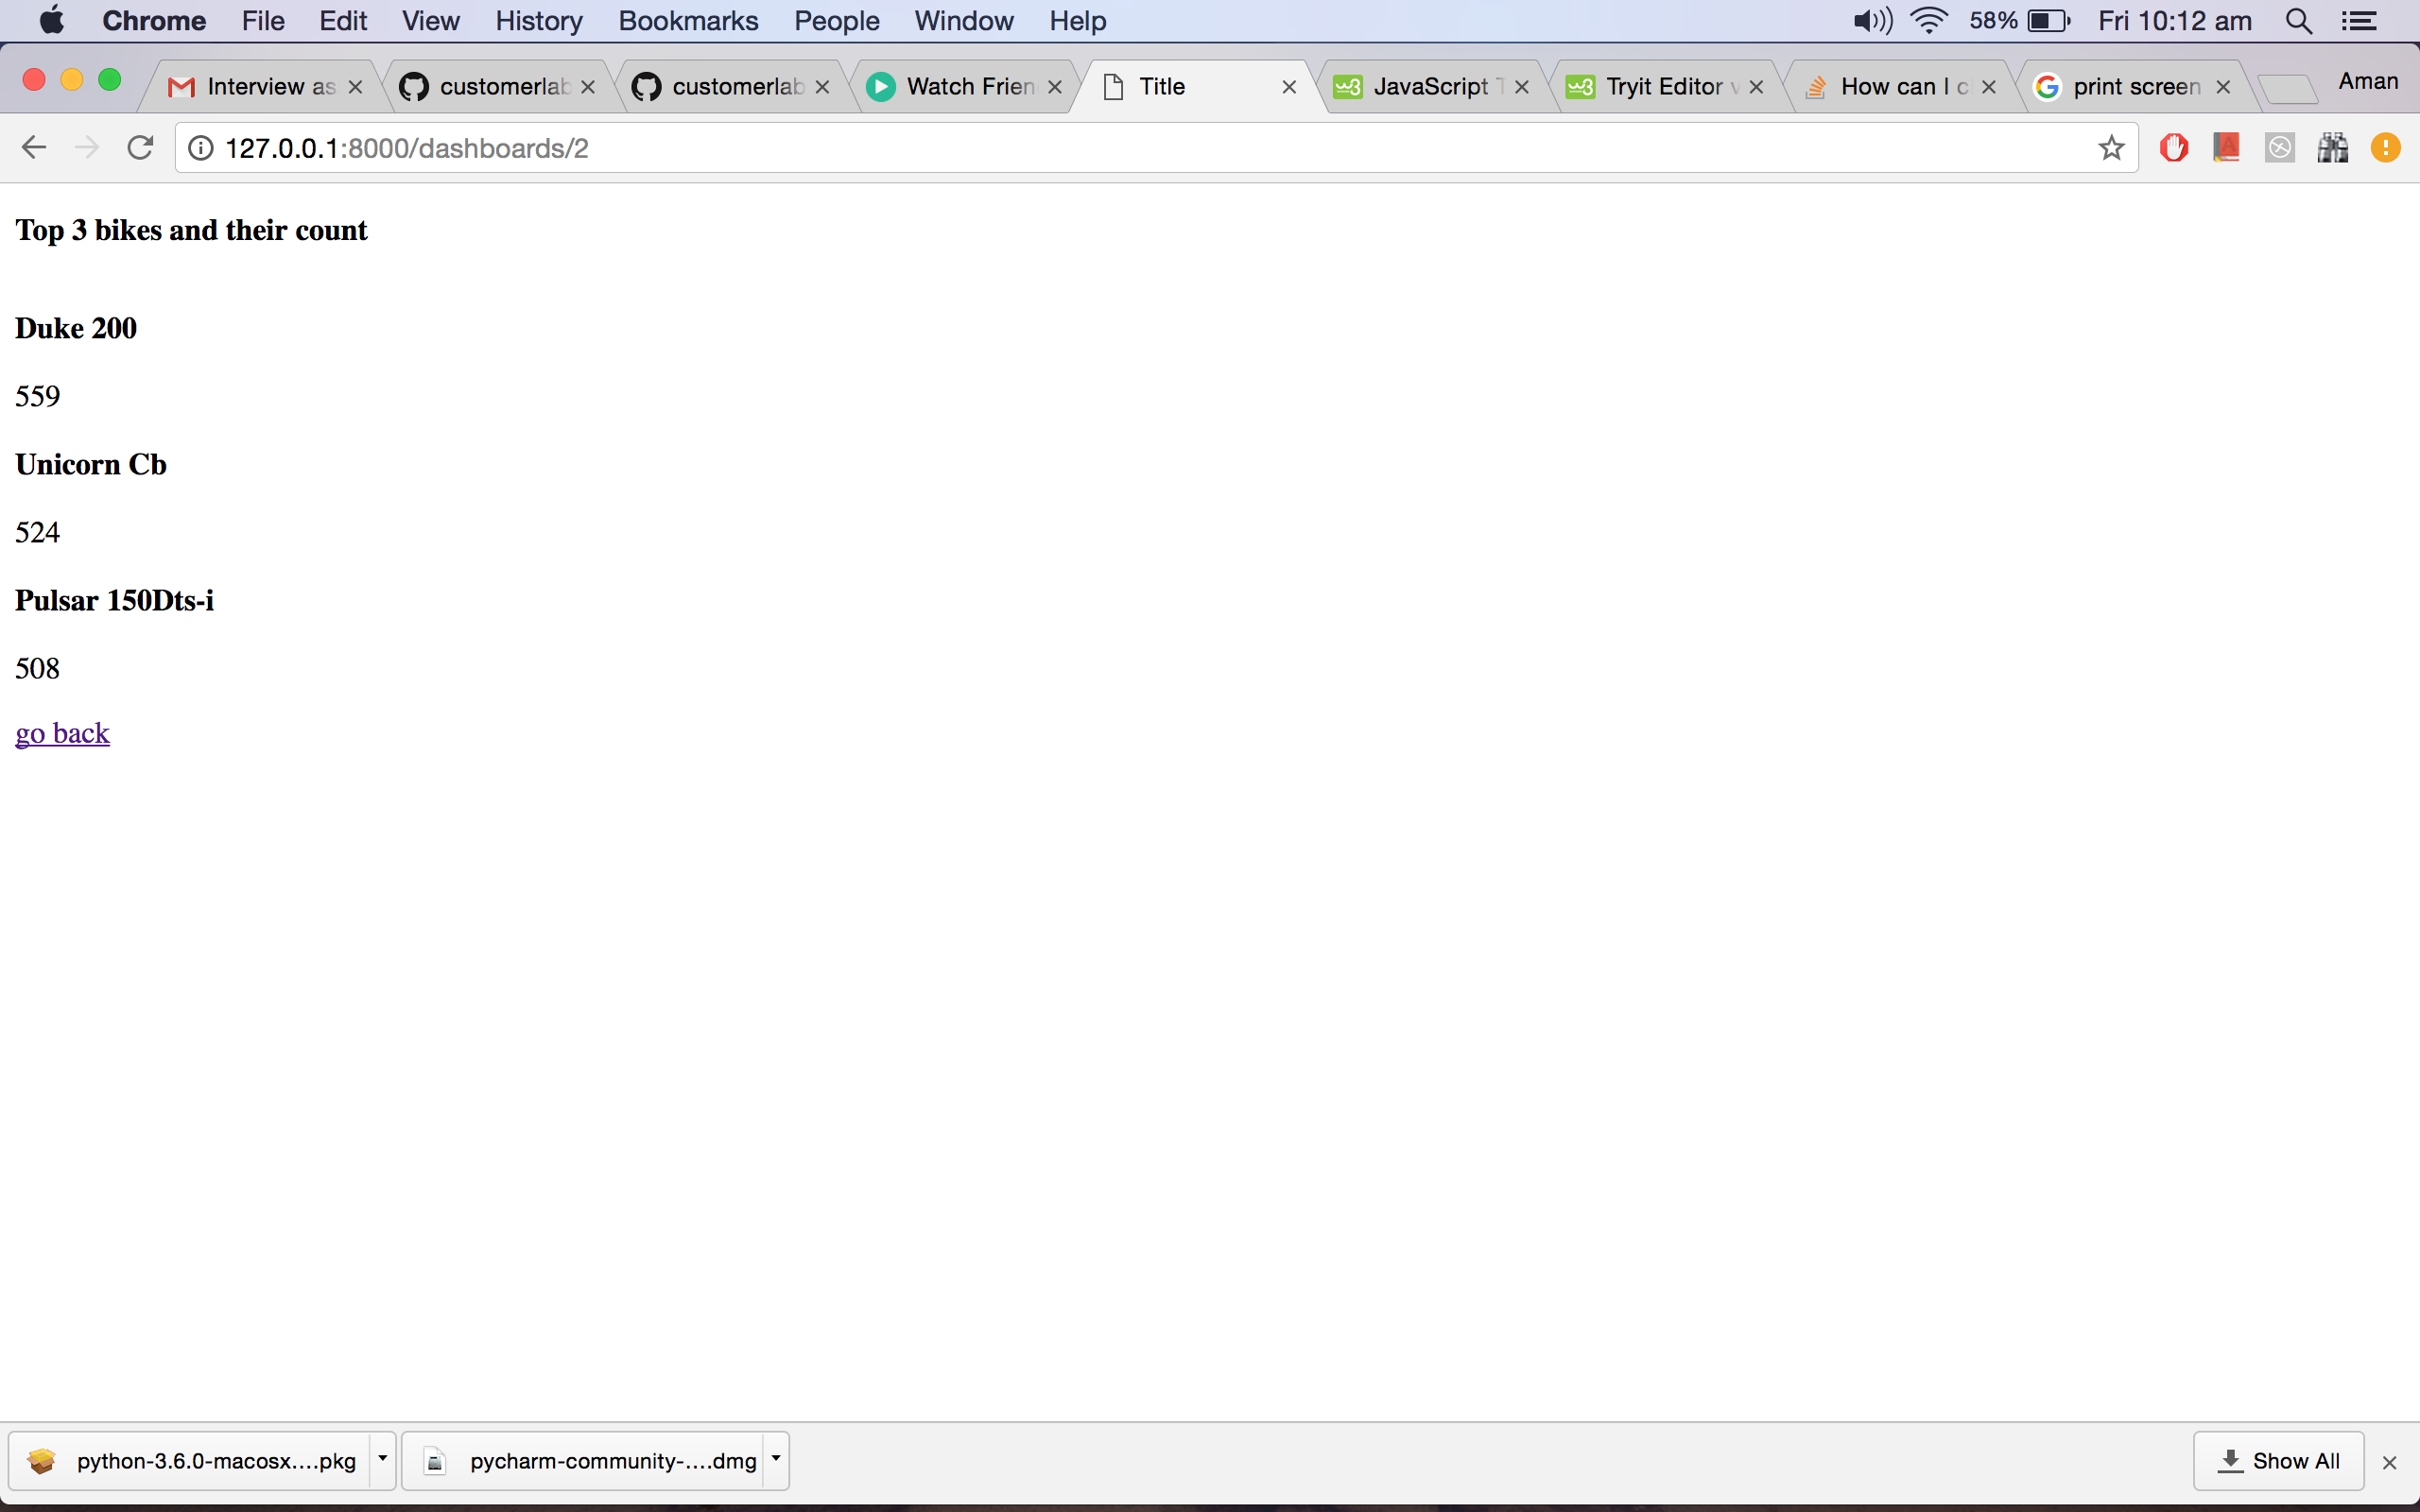 Chrome File Edit View History Bookmarks People Window Help 58% Fri 10:12 am
Interview as customerlab customerlab Watch Frien Title JavaScript Tryit Editor v How can I c print screen Aman
127.0.0.1:8000/dashboards/2
Top 3 bikes and their count
Duke 200
559
Unicorn Cb
524
Pulsar 150Dts-i
508
go back
python-3.6.0-macosx....pkg pycharm-community-....dmg Show All